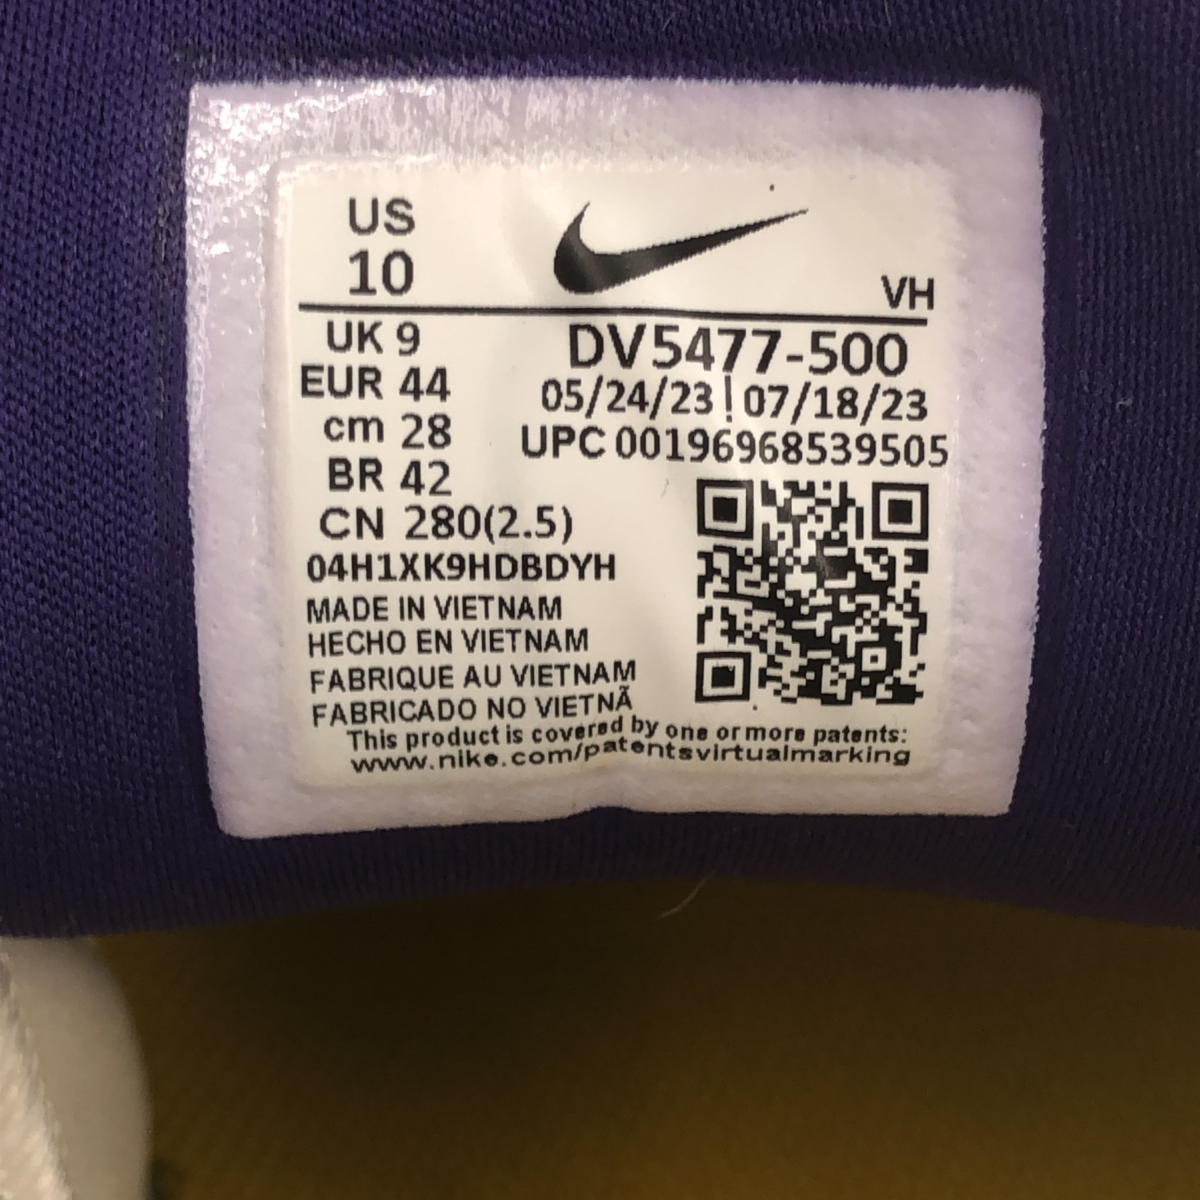 US
10
VH
UK 9
EUR 44
cm 28
BR 42
CN 280(2.5)
DV5477-500
05/24/23 | 07/18/23
UPC 00196968539505
04H1XK9HDBDYH
MADE IN VIETNAM
HECHO EN VIETNAM
FABRIQUE AU VIETNAM
FABRICADO NO VIETNÃ
This product is covered by one or more patents:
www.nike.com/patentsvirtualmarking